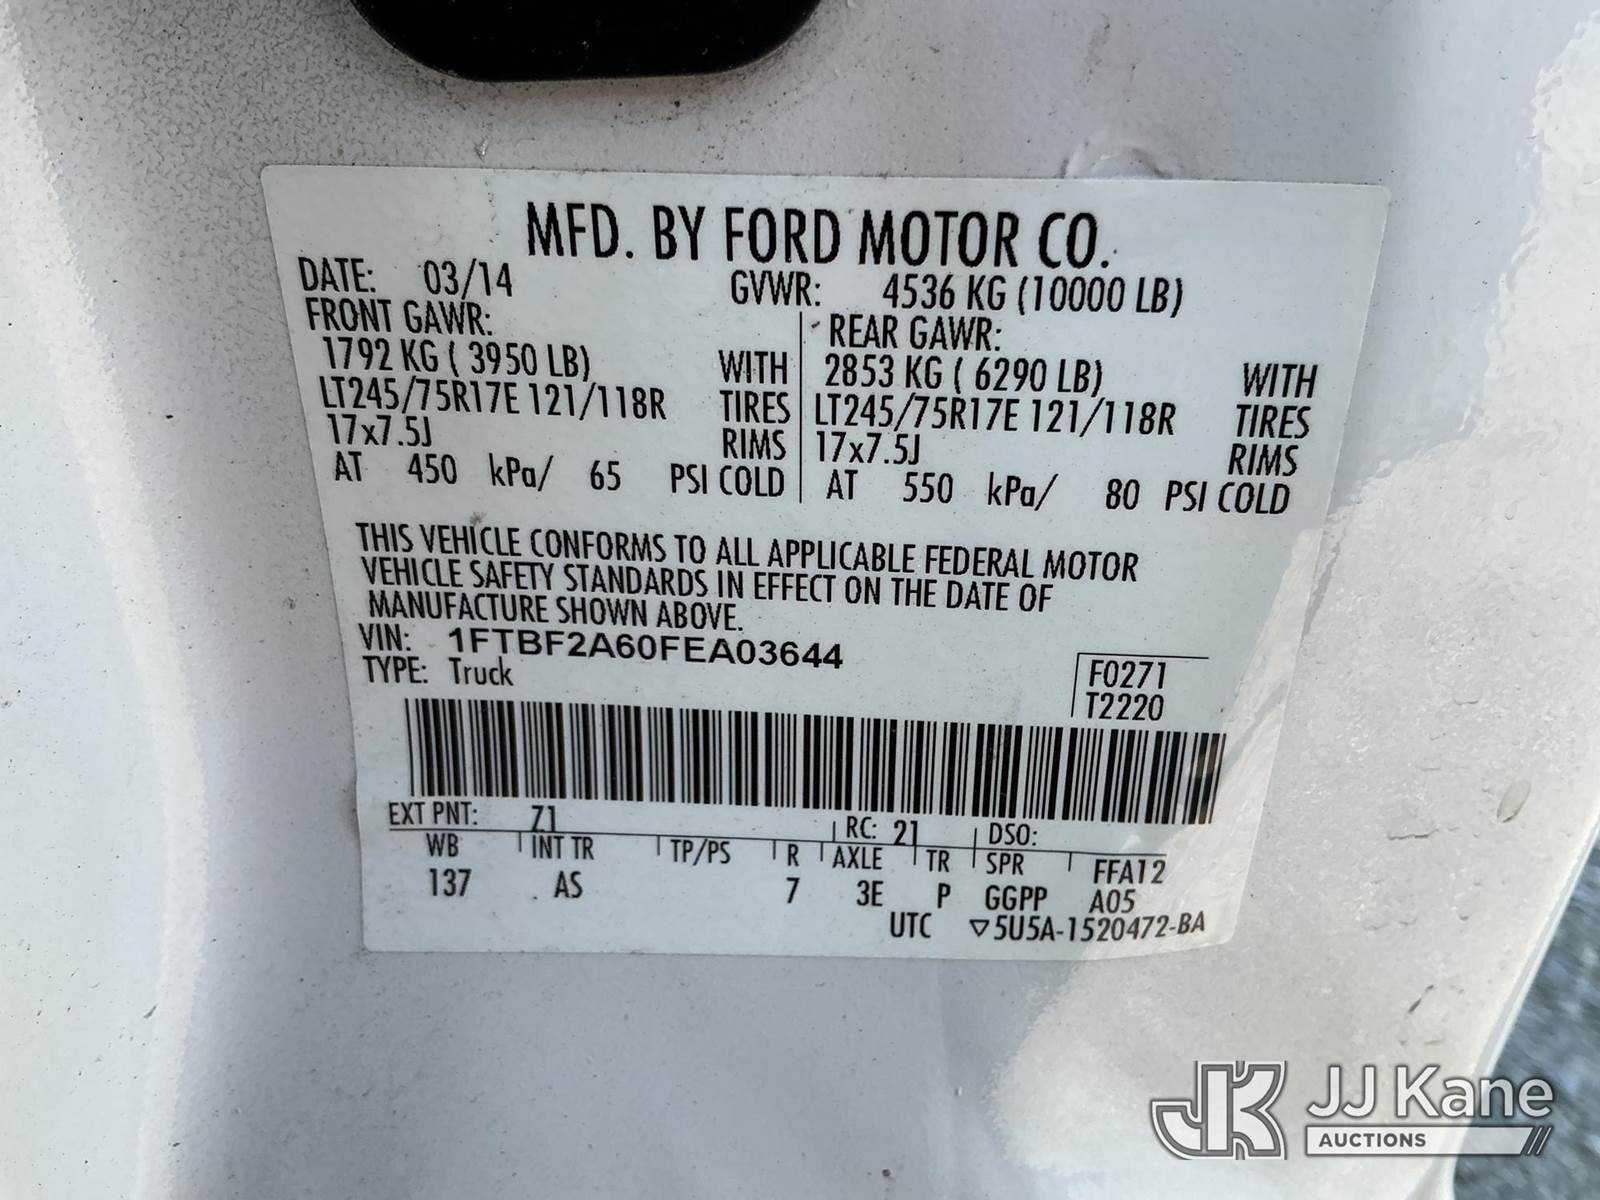 MFD. BY FORD MOTOR CO.
DATE: 03/14 GVWR: 4536 KG (10000 LB)
FRONT GAWR: REAR GAWR:
1792 KG ( 3950 LB) WITH 2853 KG ( 6290 LB) WITH
LT245/75R17E 121/118R TIRES LT245/75R17E 121/118R TIRES
17x7.5J RIMS 17x7.5J RIMS
AT 450 kPa/ 65 PSI COLD AT 550 kPa/ 80 PSI COLD
THIS VEHICLE CONFORMS TO ALL APPLICABLE FEDERAL MOTOR
VEHICLE SAFETY STANDARDS IN EFFECT ON THE DATE OF
MANUFACTURE SHOWN ABOVE.
VIN: 1FTBF2A60FEA03644
TYPE: Truck
F0271
T2220
EXT PNT: Z1 RC: 21 DSO:
WB INT TR TP/PS R AXLE TR SPR FFA12
137 AS 7 3E P GGPP A05
UTC ▽5U5A-1520472-BA
JK JJ Kane
AUCTIONS